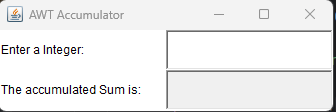 AWT Accumulator
Enter a Integer:
The accumulated Sum is: